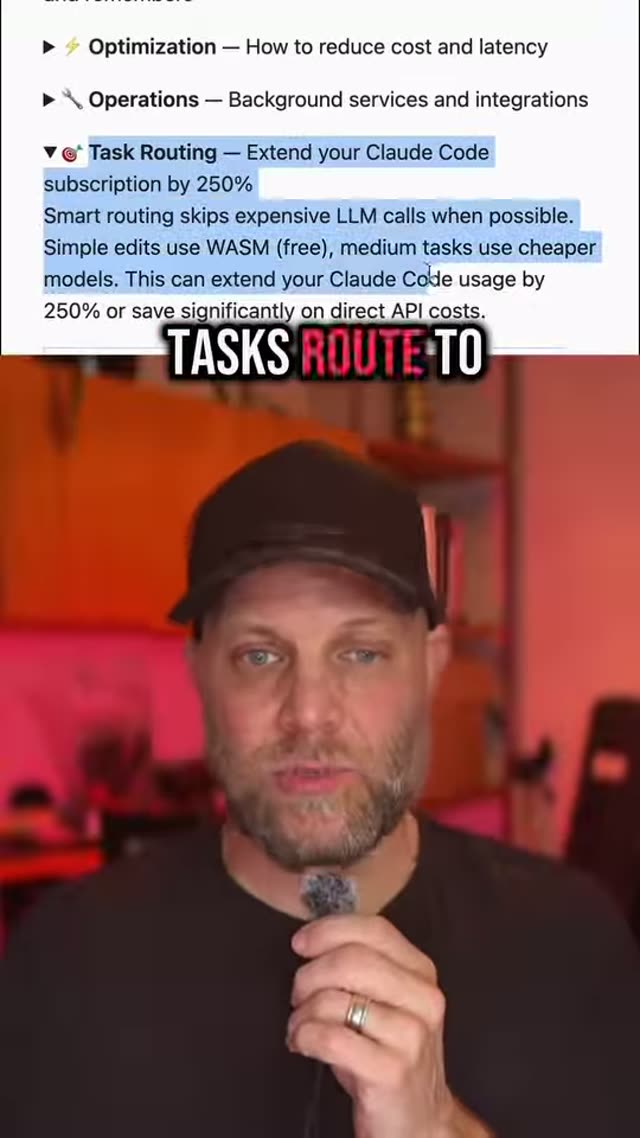 and remembers
▶ ⚡ Optimization — How to reduce cost and latency
▶ 🔧 Operations — Background services and integrations
▼ 🎯 Task Routing — Extend your Claude Code
subscription by 250%
Smart routing skips expensive LLM calls when possible.
Simple edits use WASM (free), medium tasks use cheaper
models. This can extend your Claude Code usage by
250% or save significantly on direct API costs.
TASKS ROUTE TO